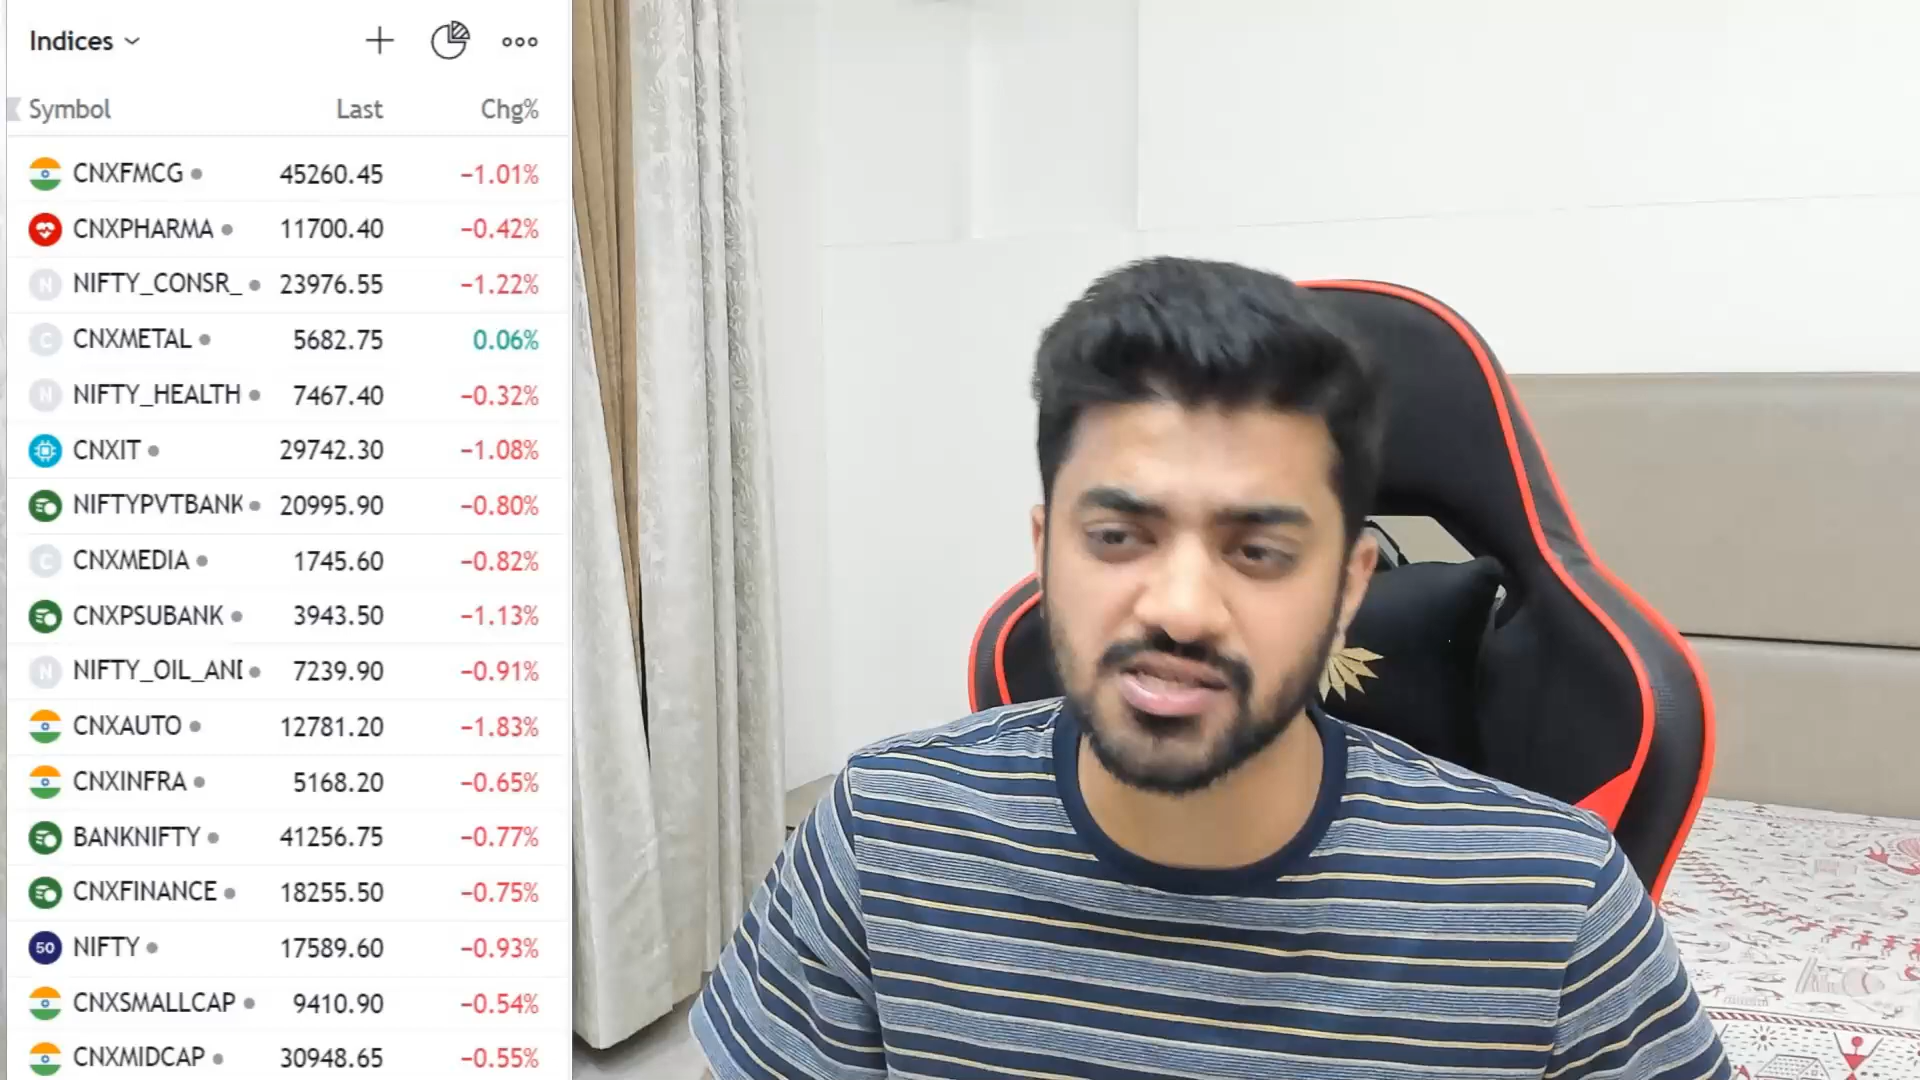 Indices
Symbol Last Chg%
CNXFMCG 45260.45 −1.01%
CNXPHARMA 11700.40 −0.42%
N NIFTY_CONSR_ 23976.55 −1.22%
C CNXMETAL 5682.75 0.06%
N NIFTY_HEALTH 7467.40 −0.32%
CNXIT 29742.30 −1.08%
NIFTYPVTBANK 20995.90 −0.80%
C CNXMEDIA 1745.60 −0.82%
CNXPSUBANK 3943.50 −1.13%
N NIFTY_OIL_AND 7239.90 −0.91%
CNXAUTO 12781.20 −1.83%
CNXINFRA 5168.20 −0.65%
BANKNIFTY 41256.75 −0.77%
CNXFINANCE 18255.50 −0.75%
50 NIFTY 17589.60 −0.93%
CNXSMALLCAP 9410.90 −0.54%
CNXMIDCAP 30948.65 −0.55%